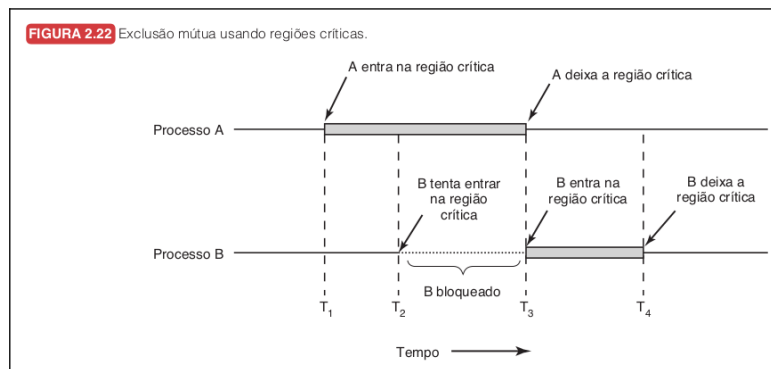 FIGURA 2.22 Exclusão mútua usando regiões críticas.
A entra na região crítica
A deixa a região crítica
Processo A
B tenta entrar
na região
crítica
B entra na
região crítica
B deixa a
região crítica
Processo B
B bloqueado
T1
T2
T3
T4
Tempo